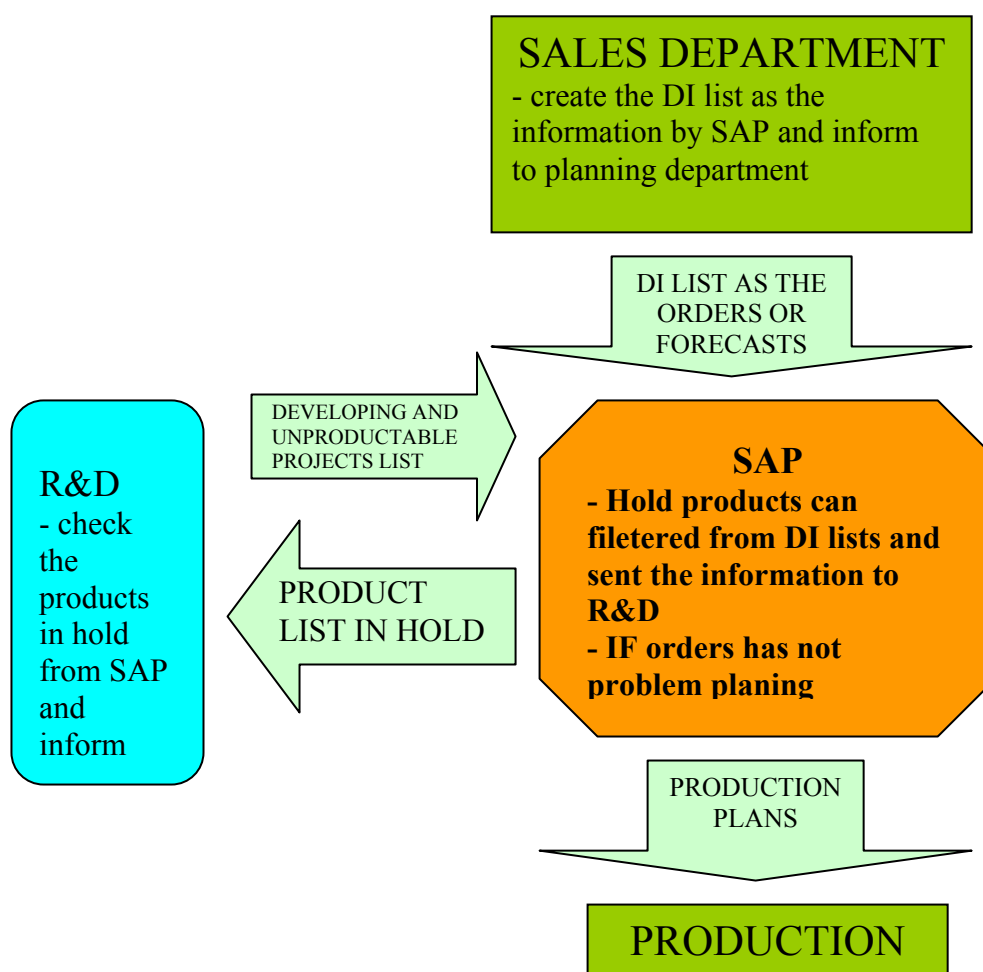 SALES DEPARTMENT
- create the DI list as the
information by SAP and inform
to planning department
DI LIST AS THE
ORDERS OR
FORECASTS
DEVELOPING AND
UNPRODUCTABLE
PROJECTS LIST
R&D
- check
the
products
in hold
from SAP
and
inform
SAP
- Hold products can
filetered from DI lists and
sent the information to
R&D
- IF orders has not
problem planing
PRODUCT
LIST IN HOLD
PRODUCTION
PLANS
PRODUCTION